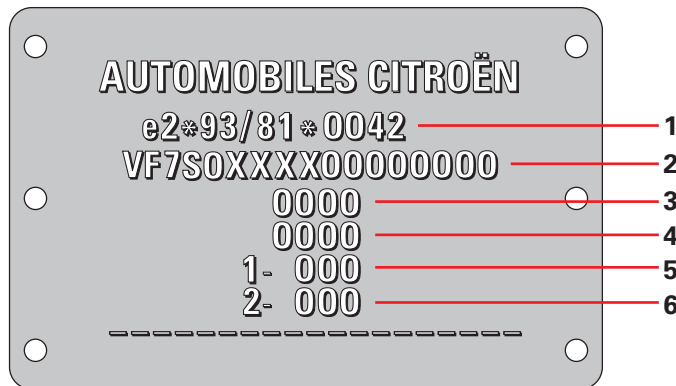 AUTOMOBILES CITROËN
e2*93/81*0042 1
VF7S0XXXX00000000 2
0000 3
0000 4
1- 000 5
2- 000 6